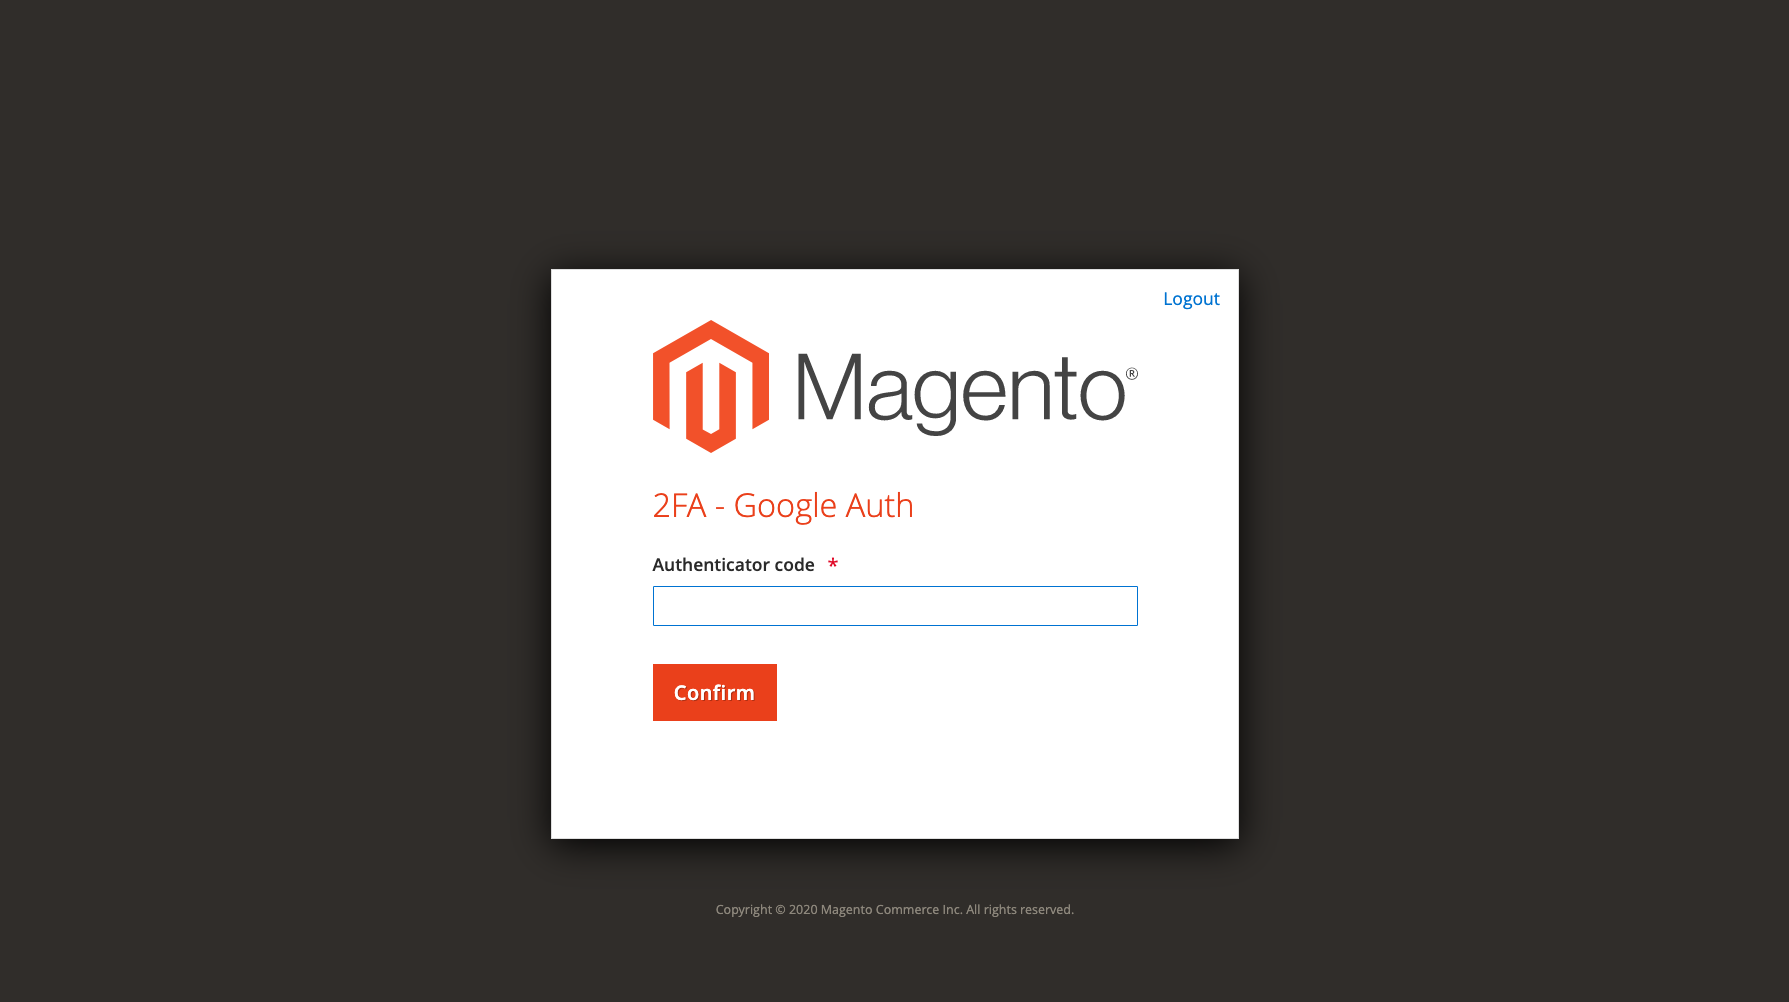 Logout
Magento®
2FA - Google Auth
Authenticator code *
Confirm
Copyright © 2020 Magento Commerce Inc. All rights reserved.